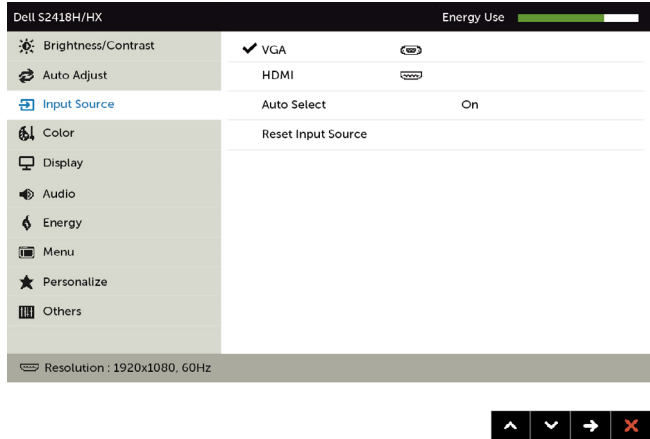 Dell S2418H/HX Energy Use
Brightness/Contrast
VGA
Auto Adjust
HDMI
Input Source
Auto Select On
Color
Reset Input Source
Display
Audio
Energy
Menu
Personalize
Others
Resolution : 1920x1080, 60Hz